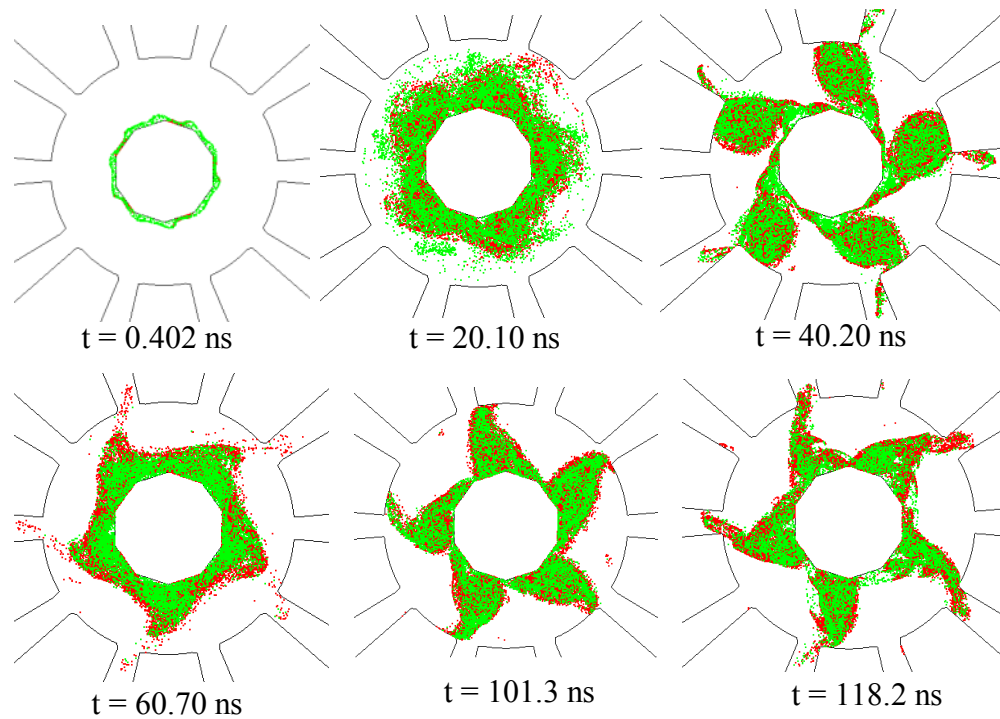 t = 0.402 ns
t = 20.10 ns
t = 40.20 ns
t = 60.70 ns
t = 101.3 ns
t = 118.2 ns